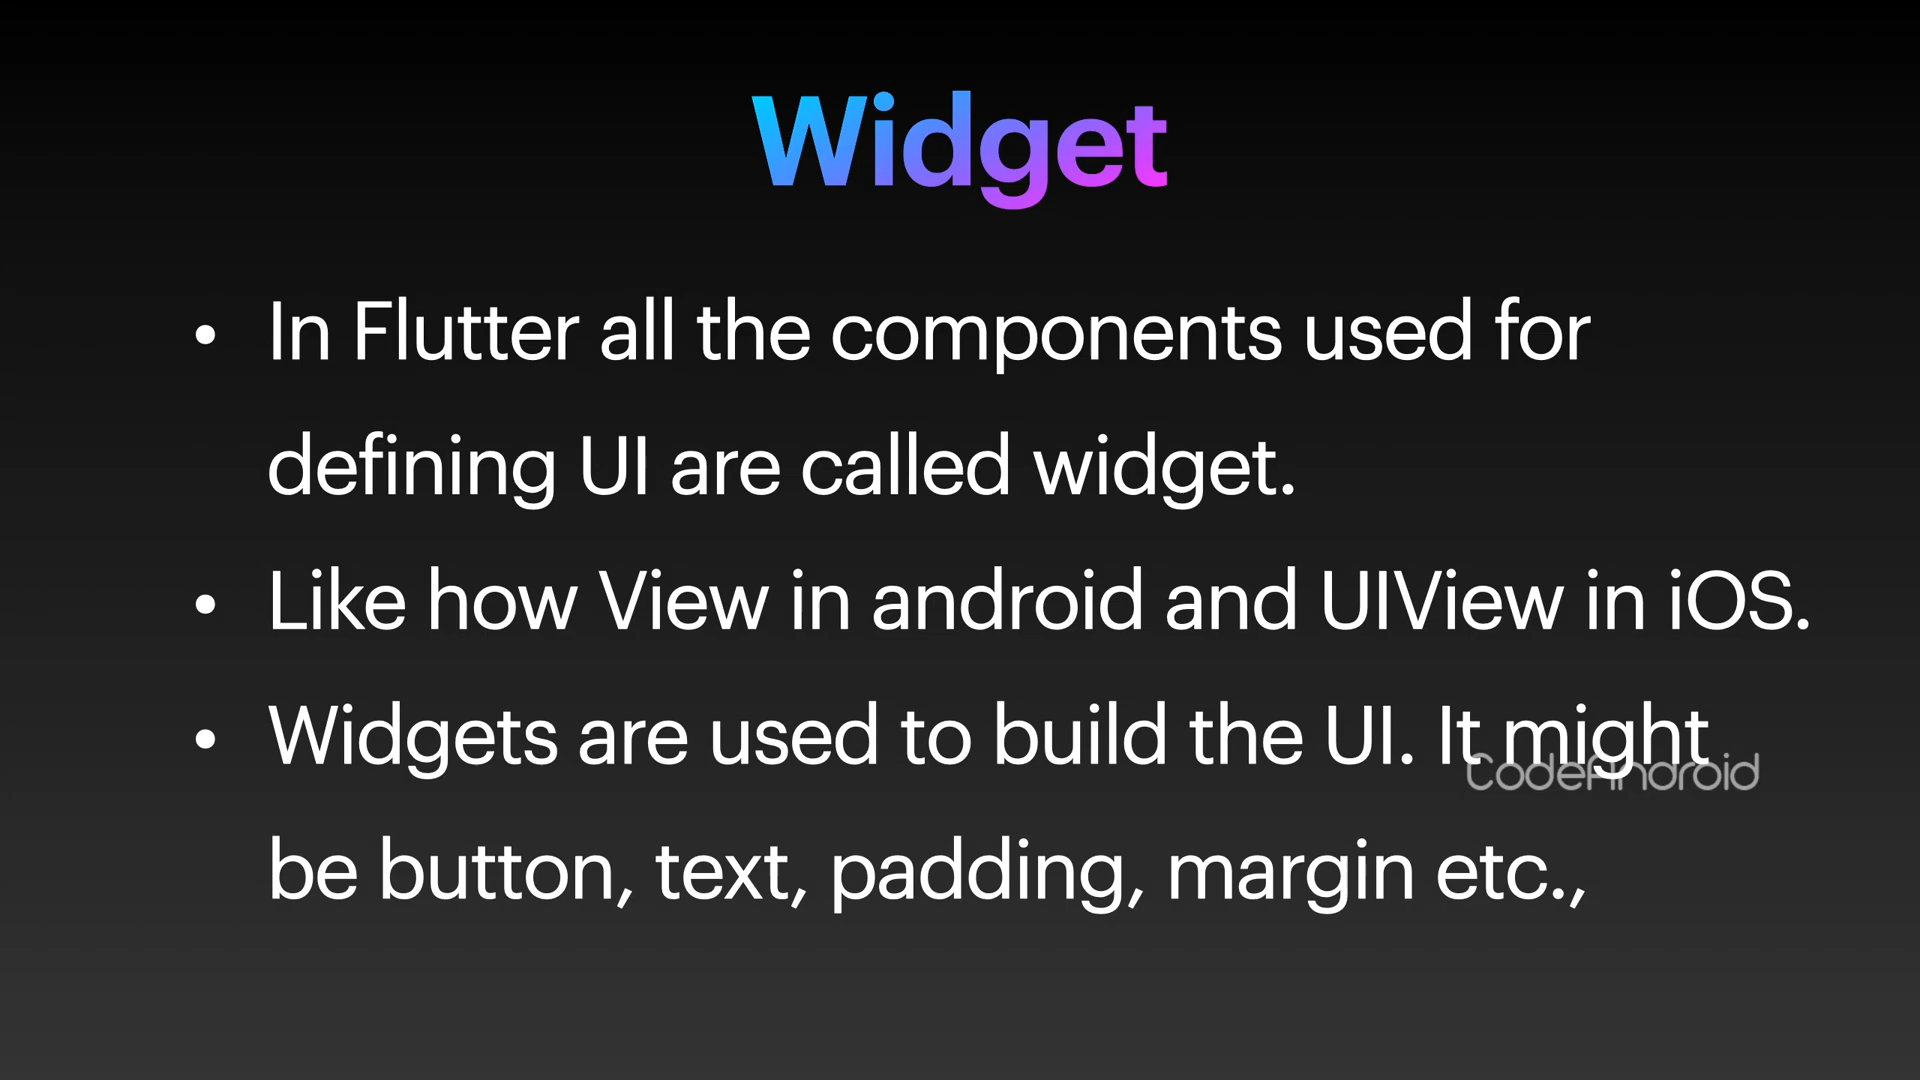 Widget
• In Flutter all the components used for
defining UI are called widget.
• Like how View in android and UIView in iOS.
• Widgets are used to build the UI. It might
CodeAndroid
be button, text, padding, margin etc.,